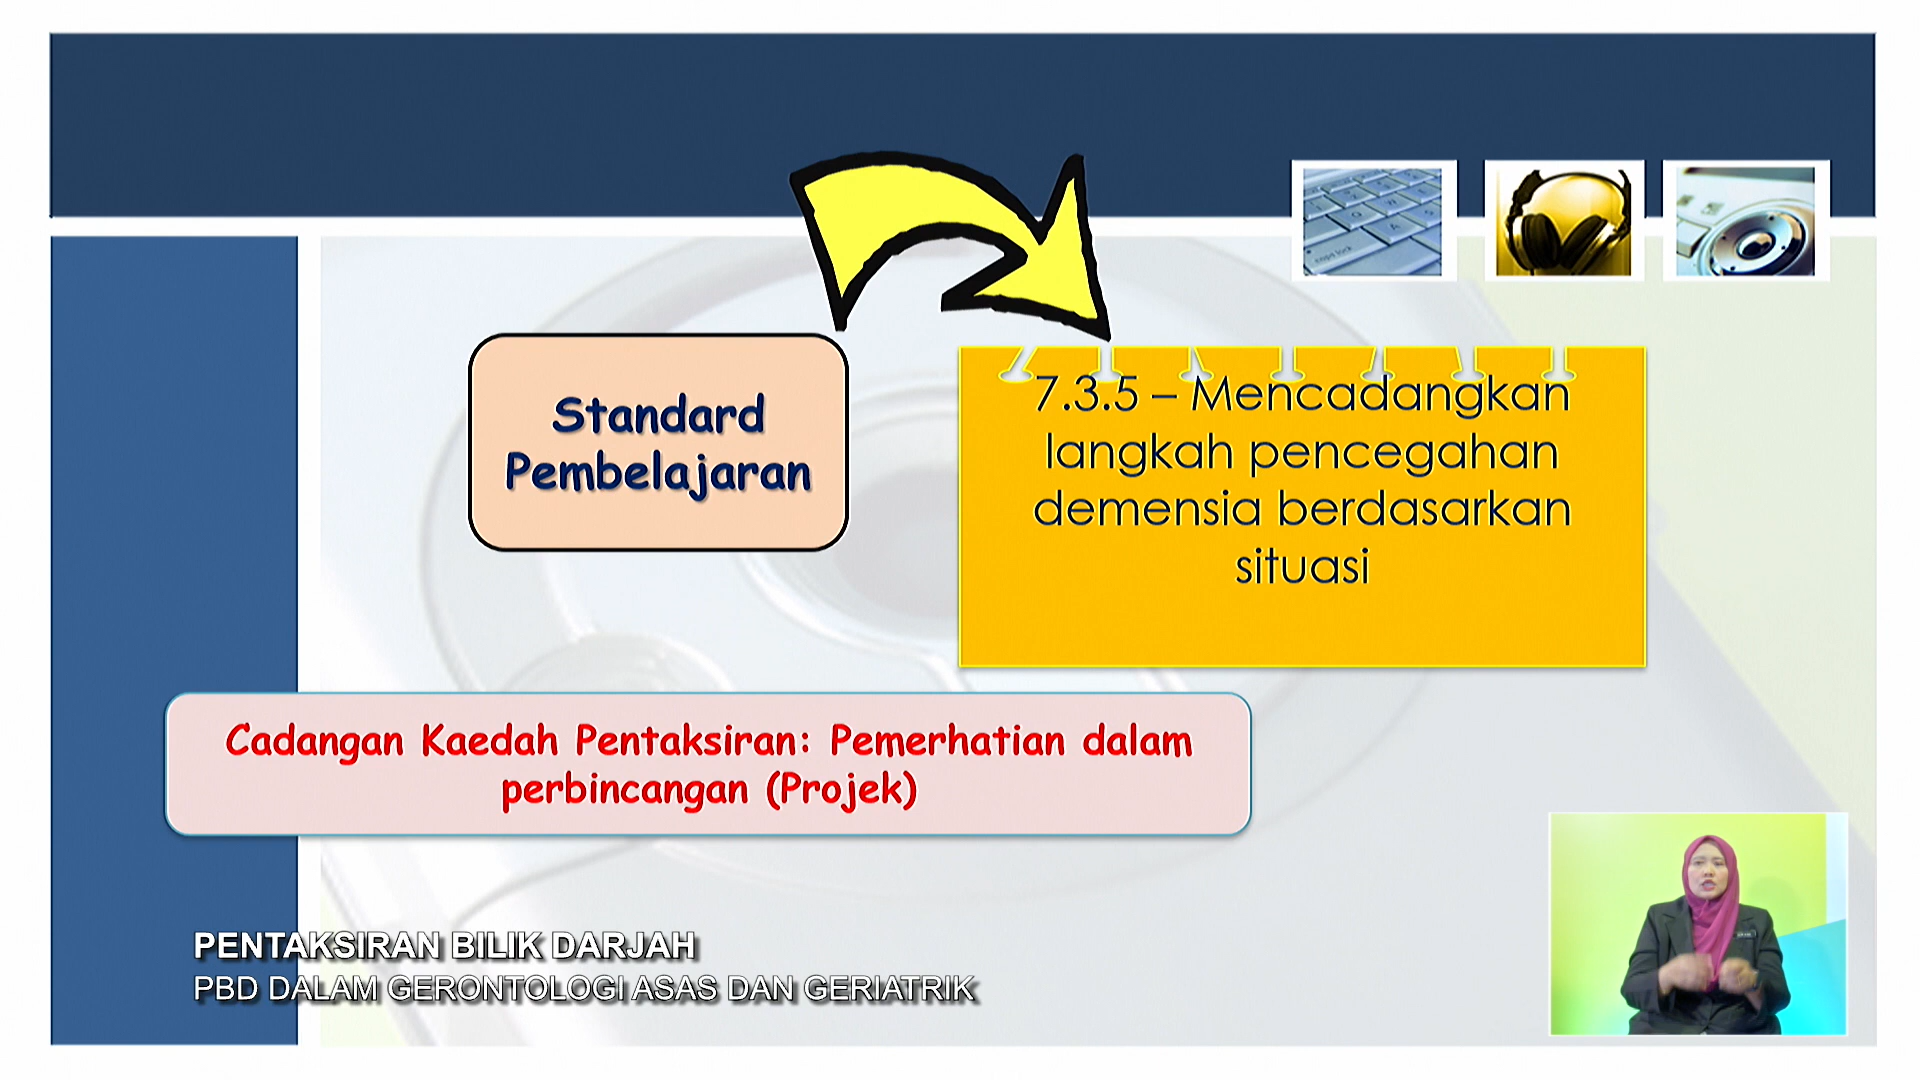 Standard
Pembelajaran
7.3.5 – Mencadangkan
langkah pencegahan
demensia berdasarkan
situasi
Cadangan Kaedah Pentaksiran: Pemerhatian dalam
perbincangan (Projek)
PENTAKSIRAN BILIK DARJAH
PBD DALAM GERONTOLOGI ASAS DAN GERIATRIK